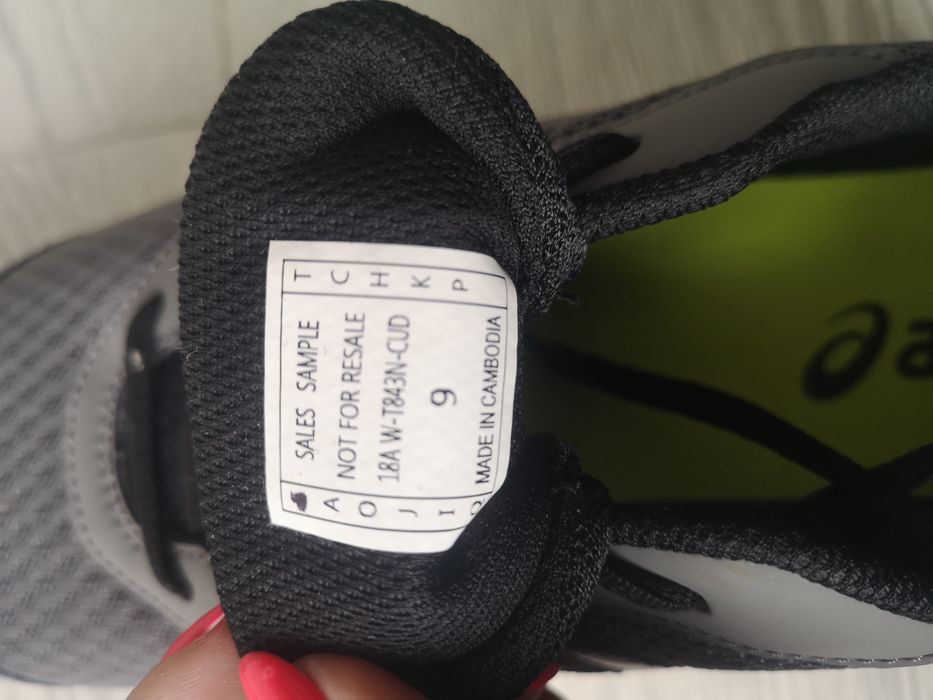 SALES SAMPLE
NOT FOR RESALE
18A W-T843N-CUD
9
MADE IN CAMBODIA
T
C
H
K
P
A
O
J
I
Q
a